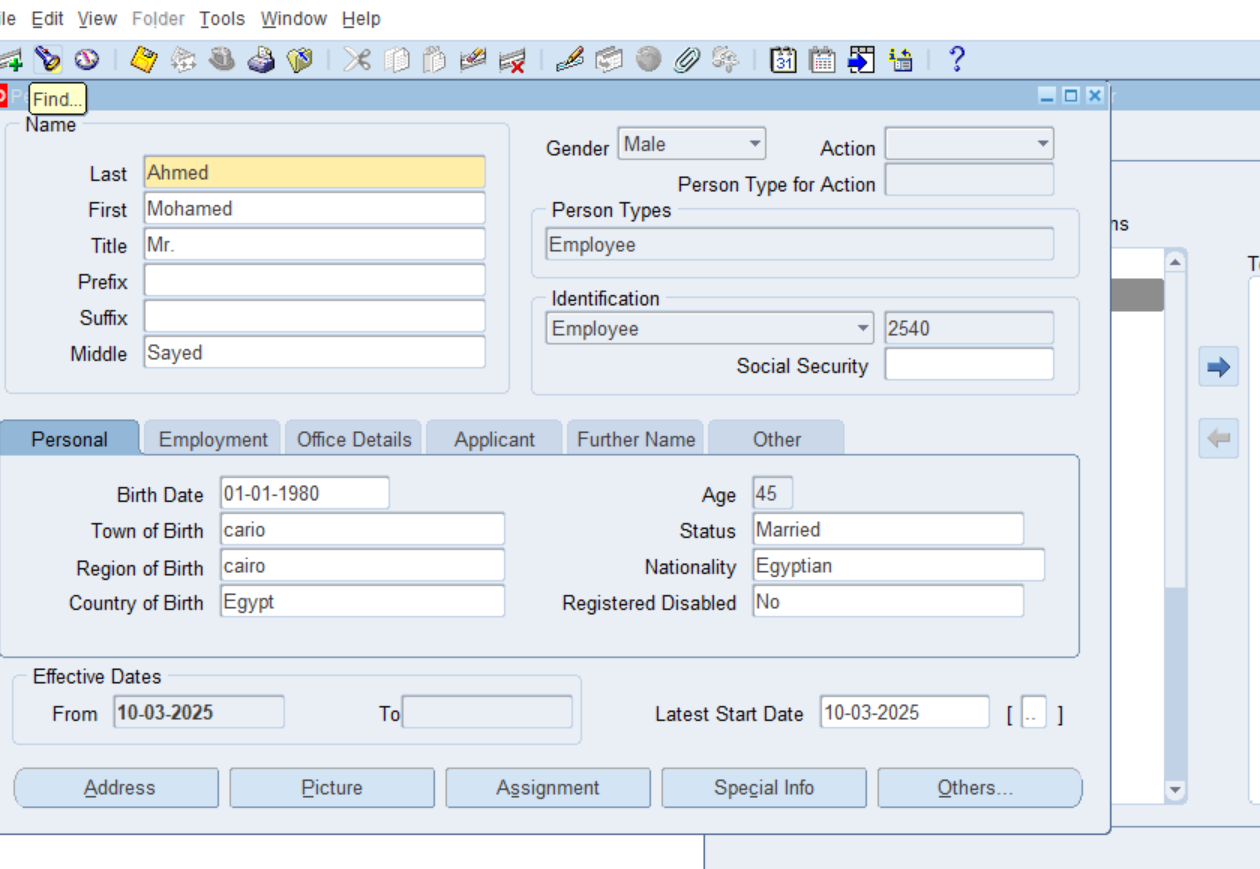 Edit View Folder Tools Window Help
31
Find...
Name
Last Ahmed
First Mohamed
Title Mr.
Prefix
Suffix
Middle Sayed
Gender Male Action
Person Type for Action
Person Types
Employee
Identification
Employee 2540
Social Security
Personal Employment Office Details Applicant Further Name Other
Birth Date 01-01-1980 Age 45
Town of Birth cario Status Married
Region of Birth cairo Nationality Egyptian
Country of Birth Egypt Registered Disabled No
Effective Dates
From 10-03-2025 To Latest Start Date 10-03-2025 [ .. ]
Address Picture Assignment Special Info Others...